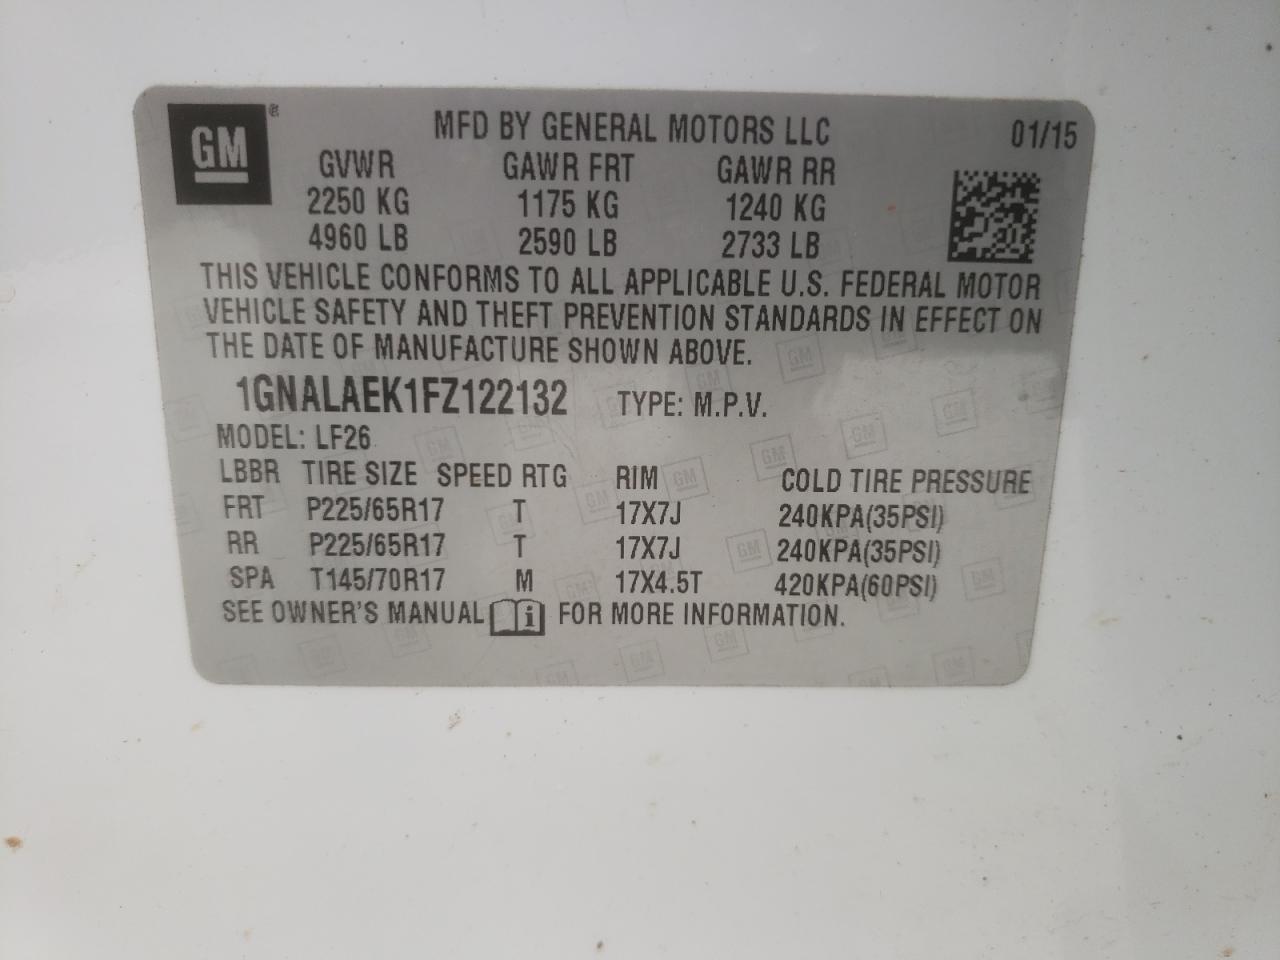 GM ®
MFD BY GENERAL MOTORS LLC 01/15
GVWR GAWR FRT GAWR RR
2250 KG 1175 KG 1240 KG
4960 LB 2590 LB 2733 LB
THIS VEHICLE CONFORMS TO ALL APPLICABLE U.S. FEDERAL MOTOR
VEHICLE SAFETY AND THEFT PREVENTION STANDARDS IN EFFECT ON
THE DATE OF MANUFACTURE SHOWN ABOVE.
1GNALAEK1FZ122132 TYPE: M.P.V.
MODEL: LF26
LBBR TIRE SIZE SPEED RTG RIM COLD TIRE PRESSURE
FRT P225/65R17 T 17X7J 240KPA(35PSI)
RR P225/65R17 T 17X7J 240KPA(35PSI)
SPA T145/70R17 M 17X4.5T 420KPA(60PSI)
SEE OWNER'S MANUAL i FOR MORE INFORMATION.